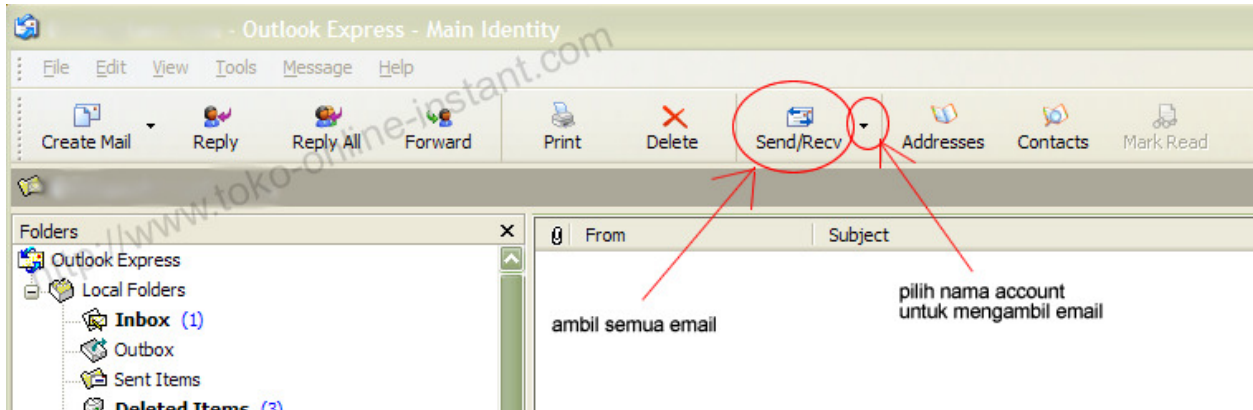 - Outlook Express - Main Identity
File Edit View Tools Message Help
Create Mail Reply Reply All Forward Print Delete Send/Recv Addresses Contacts Mark Read
http://www.toko-online-instant.com
Folders
From Subject
Outlook Express
Local Folders
Inbox (1)
Outbox
Sent Items
Deleted Items (3)
ambil semua email
pilih nama account
untuk mengambil email